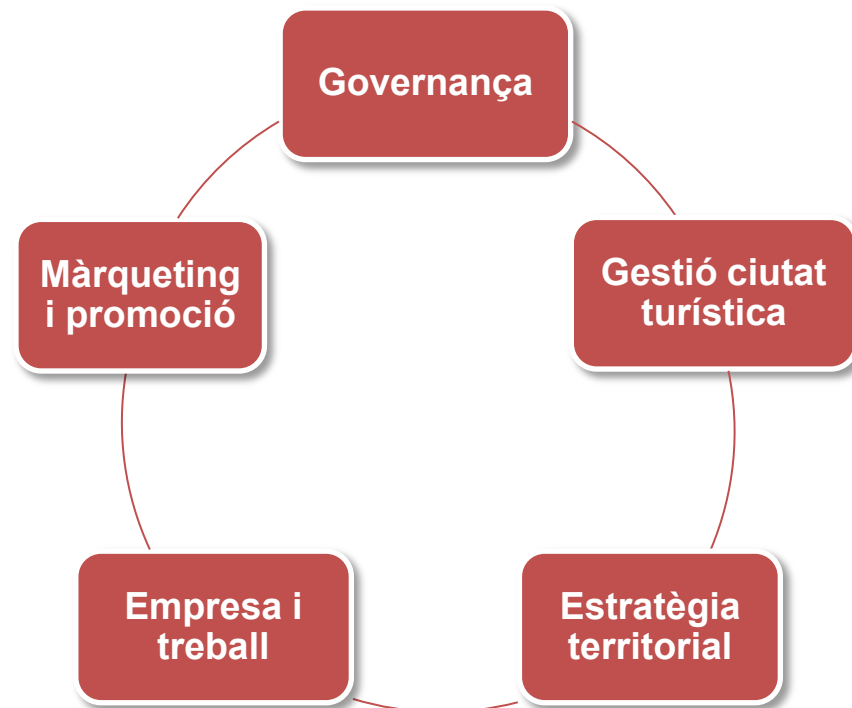 Governança
Màrqueting
i promoció
Gestió ciutat
turística
Empresa i
treball
Estratègia
territorial